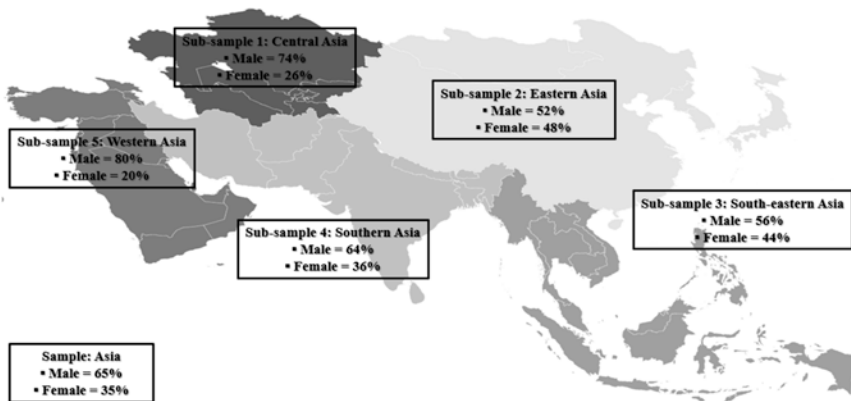 Sub-sample 1: Central Asia
▪ Male = 74%
▪ Female = 26%
Sub-sample 2: Eastern Asia
▪ Male = 52%
▪ Female = 48%
Sub-sample 5: Western Asia
▪ Male = 80%
▪ Female = 20%
Sub-sample 3: South-eastern Asia
▪ Male = 56%
▪ Female = 44%
Sub-sample 4: Southern Asia
▪ Male = 64%
▪ Female = 36%
Sample: Asia
▪ Male = 65%
▪ Female = 35%